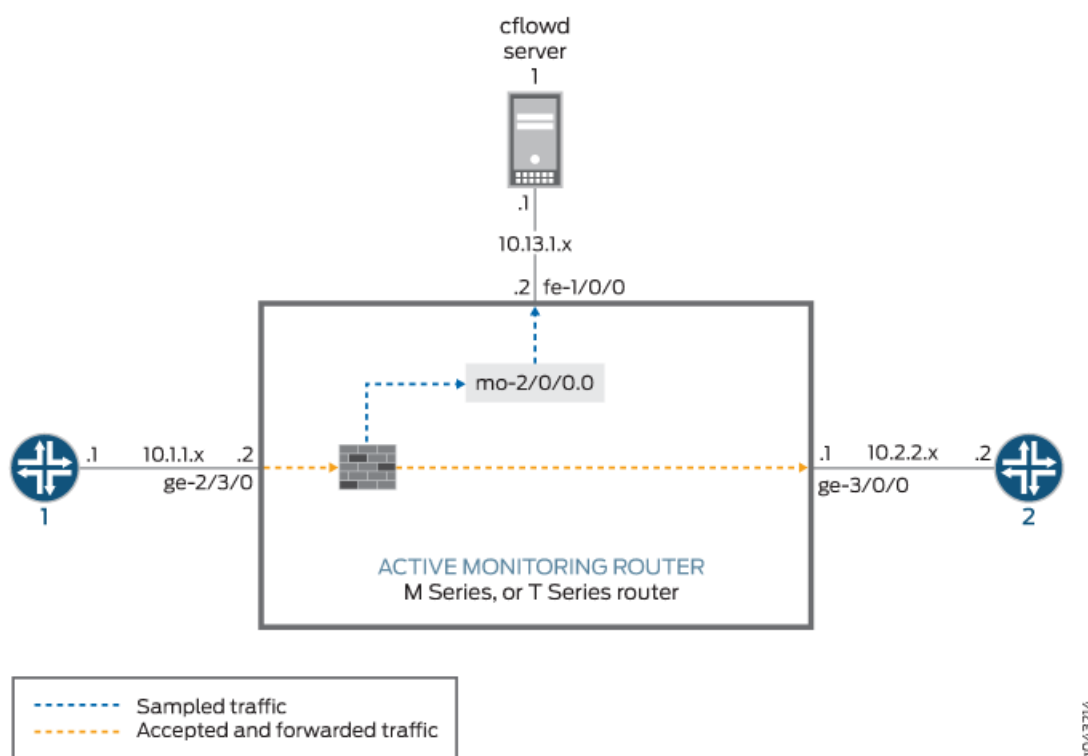 cflowd
server
1
.1
10.13.1.x
.2 fe-1/0/0
mo-2/0/0.0
.1 10.1.1.x .2
ge-2/3/0
1
.1 10.2.2.x .2
ge-3/0/0
2
ACTIVE MONITORING ROUTER
M Series, or T Series router
Sampled traffic
Accepted and forwarded traffic